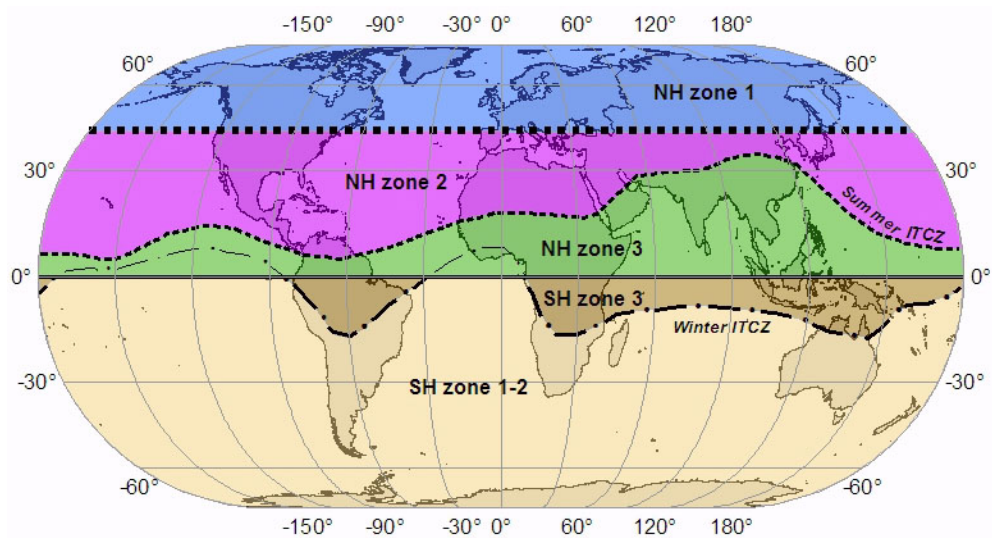 -150° -90° -30° 0° 60° 120° 180°
60° 60°
NH zone 1
30° 30°
NH zone 2
Summer ITCZ
NH zone 3
0° 0°
SH zone 3
Winter ITCZ
-30° -30°
SH zone 1-2
-60° -60°
-150° -90° -30° 0° 60° 120° 180°